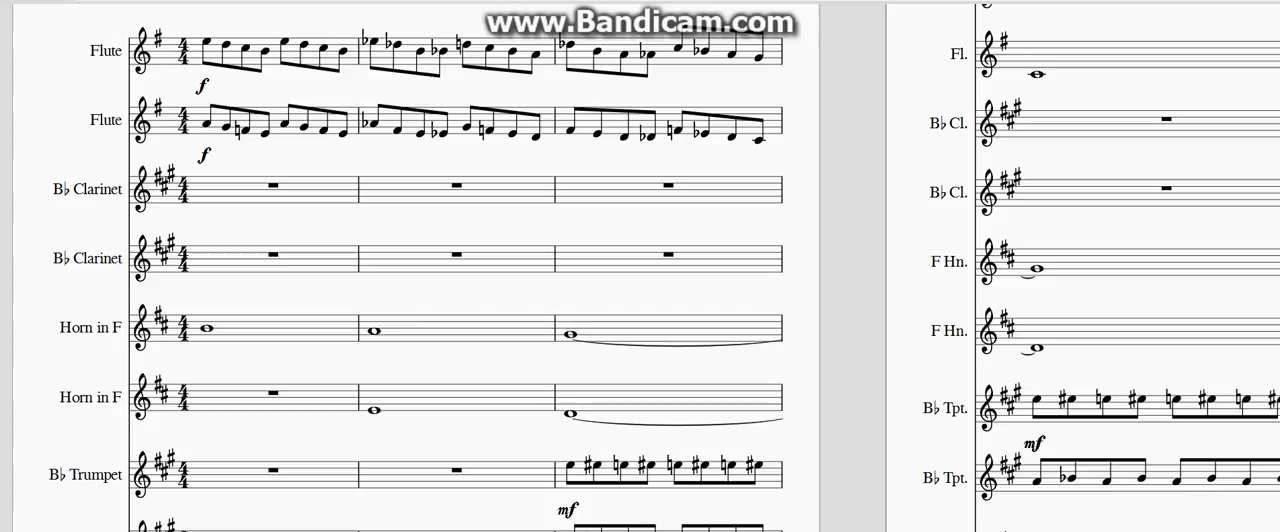 www.Bandicam.com
Flute
f
Flute
f
B♭ Clarinet
B♭ Clarinet
Horn in F
Horn in F
B♭ Trumpet
mf
Fl.
B♭ Cl.
B♭ Cl.
F Hn.
F Hn.
B♭ Tpt.
mf
B♭ Tpt.